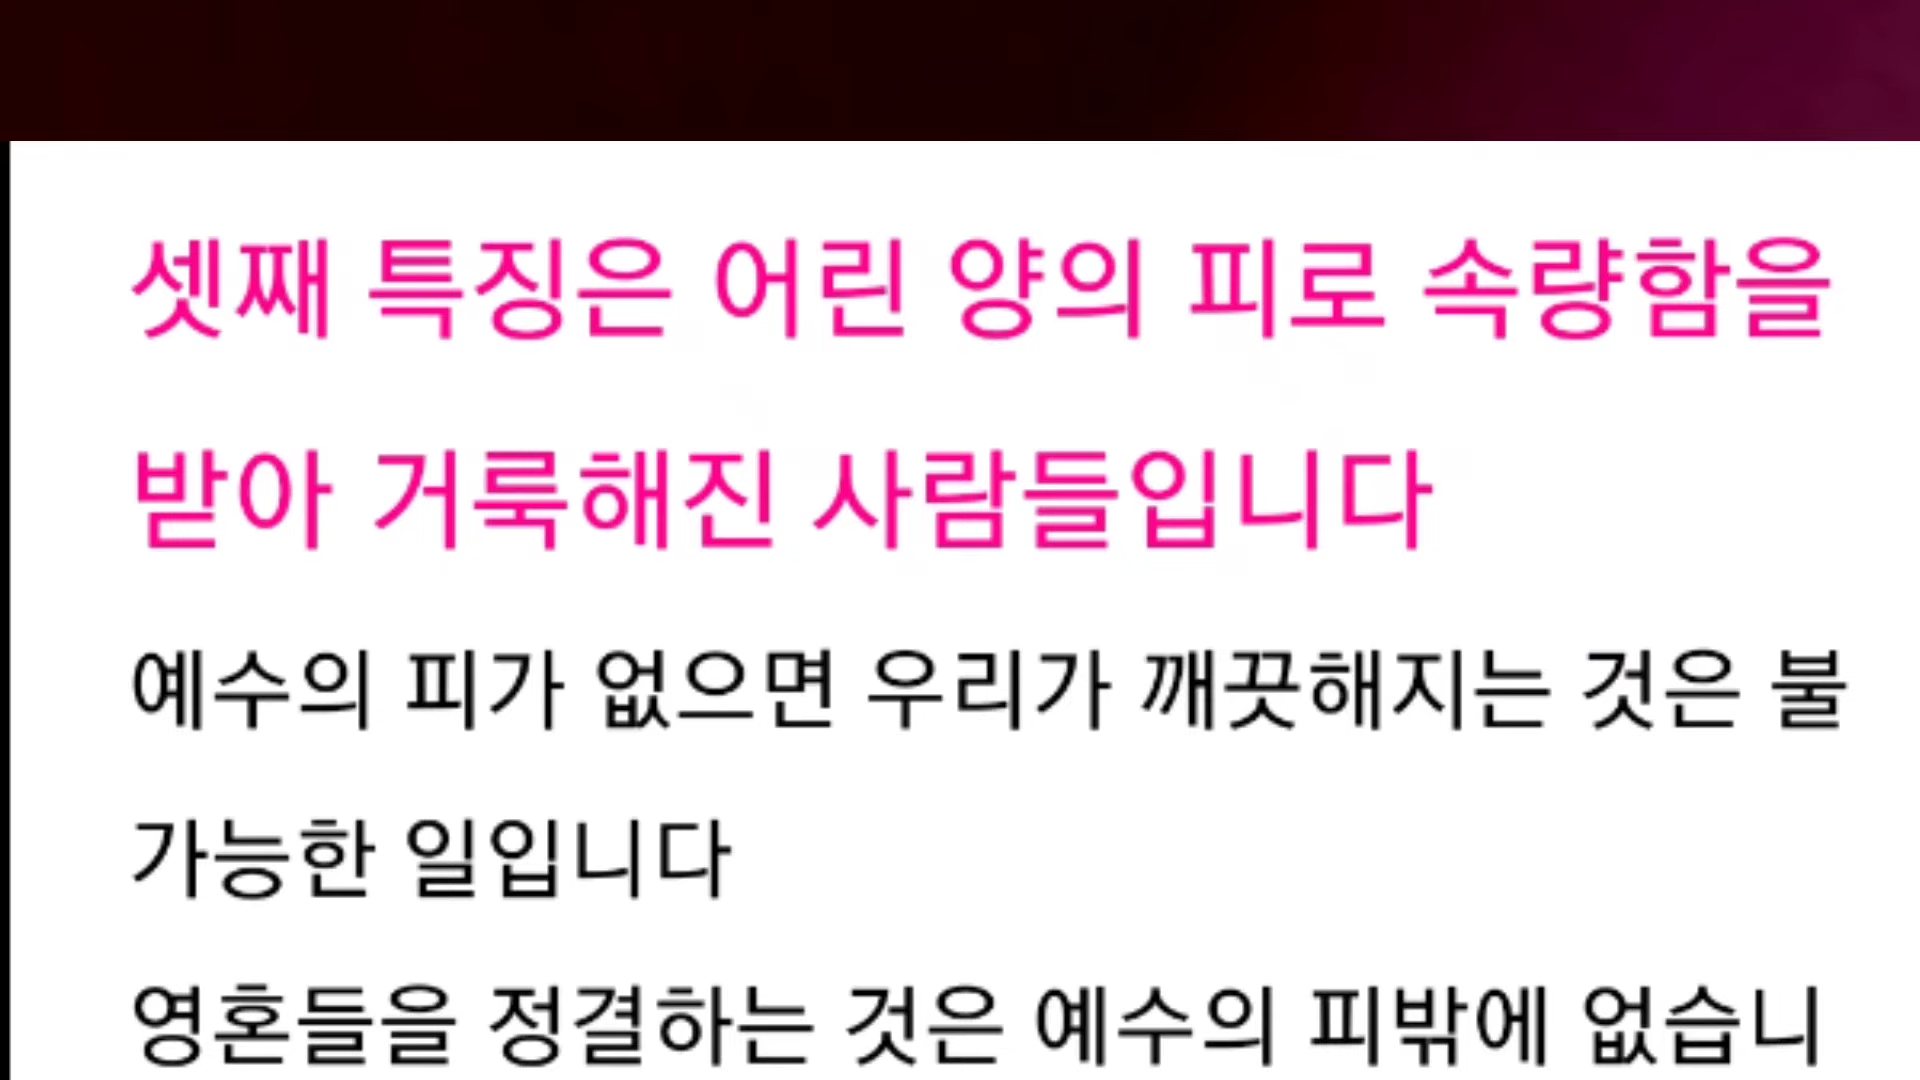 셋째 특징은 어린 양의 피로 속량함을
받아 거룩해진 사람들입니다
예수의 피가 없으면 우리가 깨끗해지는 것은 불
가능한 일입니다
영혼들을 정결하는 것은 예수의 피밖에 없습니